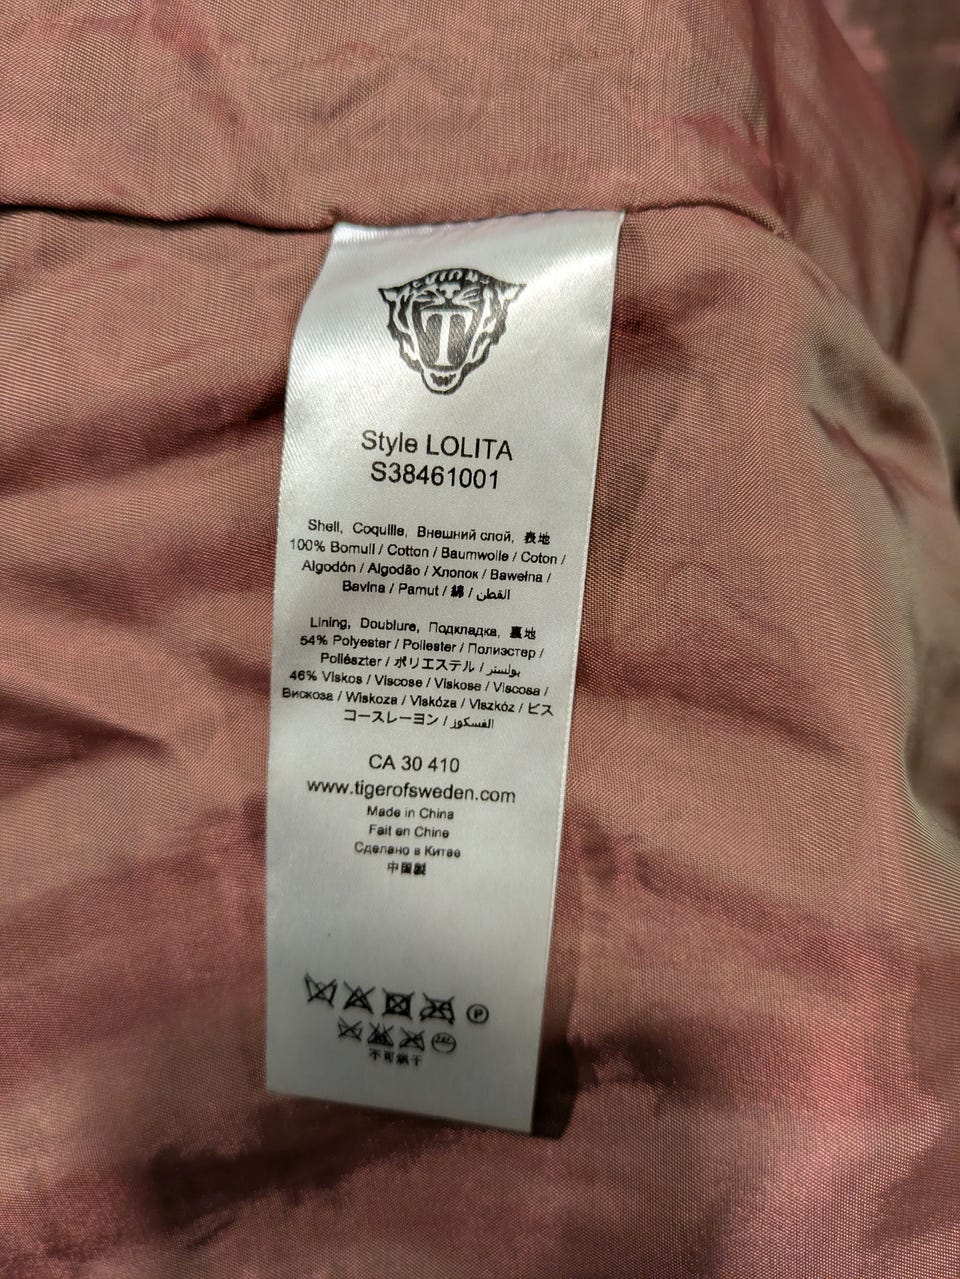 T
Style LOLITA
S38461001
Shell, Coquille, Внешний слой, 表地
100% Bomull / Cotton / Baumwolle / Coton /
Algodón / Algodão / Хлопок / Bawełna /
Bavlna / Pamut / 綿 / القطن
Lining, Doublure, Подкладка, 裏地
54% Polyester / Poliester / Полиэстер /
Poliészter / ポリエステル / بولستر
46% Viskos / Viscose / Viskose / Viscosa /
Вискоза / Wiskoza / Viskóza / Viszkóz / ビス
コースレーヨン / الفسكوز
CA 30 410
www.tigerofsweden.com
Made in China
Fait en Chine
Сделано в Китае
中国製
P
不可烘干